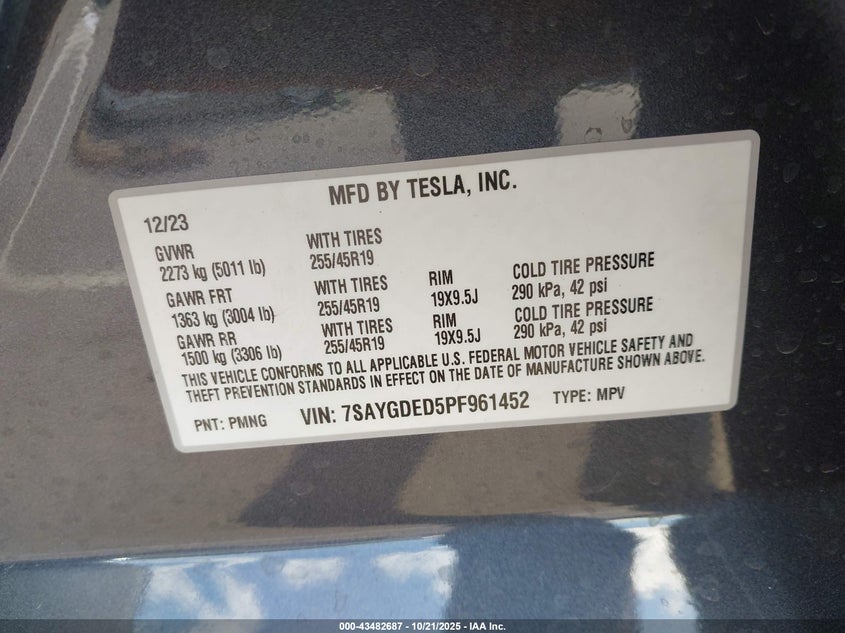 MFD BY TESLA, INC.
12/23
GVWR
2273 kg (5011 lb)
WITH TIRES
255/45R19
GAWR FRT
1363 kg (3004 lb)
WITH TIRES
255/45R19
RIM
19X9.5J
COLD TIRE PRESSURE
290 kPa, 42 psi
GAWR RR
1500 kg (3306 lb)
WITH TIRES
255/45R19
RIM
19X9.5J
COLD TIRE PRESSURE
290 kPa, 42 psi
THIS VEHICLE CONFORMS TO ALL APPLICABLE U.S. FEDERAL MOTOR VEHICLE SAFETY AND
THEFT PREVENTION STANDARDS IN EFFECT ON THE DATE OF MANUFACTURE SHOWN ABOVE.
PNT: PMNG VIN: 7SAYGDED5PF961452 TYPE: MPV
000-43482687 - 10/21/2025 - IAA Inc.